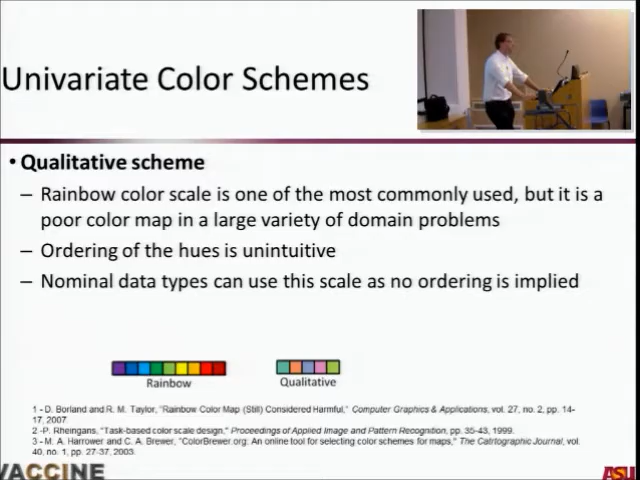 Univariate Color Schemes
• Qualitative scheme
– Rainbow color scale is one of the most commonly used, but it is a
poor color map in a large variety of domain problems
– Ordering of the hues is unintuitive
– Nominal data types can use this scale as no ordering is implied
Rainbow
Qualitative
1 - D. Borland and R. M. Taylor, "Rainbow Color Map (Still) Considered Harmful," Computer Graphics & Applications, vol. 27, no. 2, pp. 14-
17, 2007.
2 -P. Rheingans, "Task-based color scale design," Proceedings of Applied Image and Pattern Recognition, pp. 35-43, 1999.
3 - M. A. Harrower and C. A. Brewer, "ColorBrewer.org: An online tool for selecting color schemes for maps," The Catrtographic Journal, vol.
40, no. 1, pp. 27-37, 2003.
VACCINE
ASU